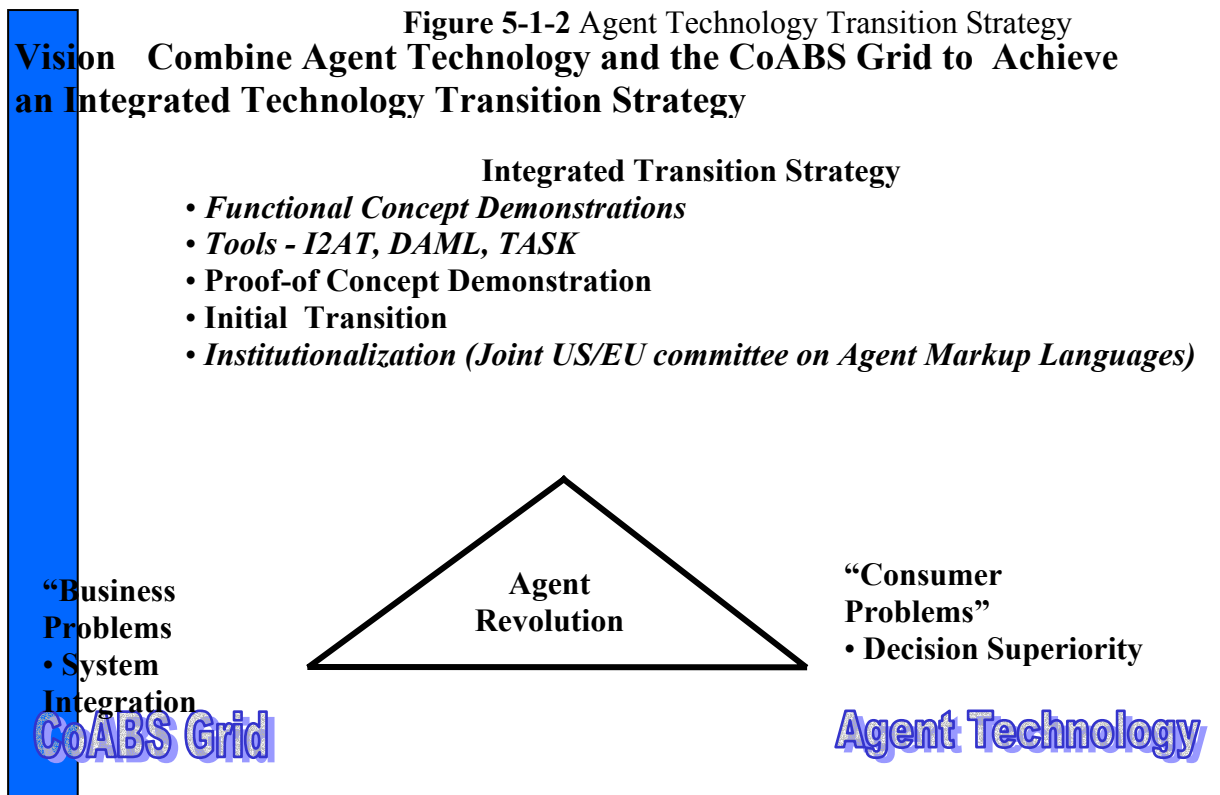 Figure 5-1-2 Agent Technology Transition Strategy
Vision Combine Agent Technology and the CoABS Grid to Achieve
an Integrated Technology Transition Strategy
Integrated Transition Strategy
• Functional Concept Demonstrations
• Tools - I2AT, DAML, TASK
• Proof-of Concept Demonstration
• Initial Transition
• Institutionalization (Joint US/EU committee on Agent Markup Languages)
Agent
Revolution
“Business
Problems
• System
Integration
CoABS Grid
“Consumer
Problems”
• Decision Superiority
Agent Technology